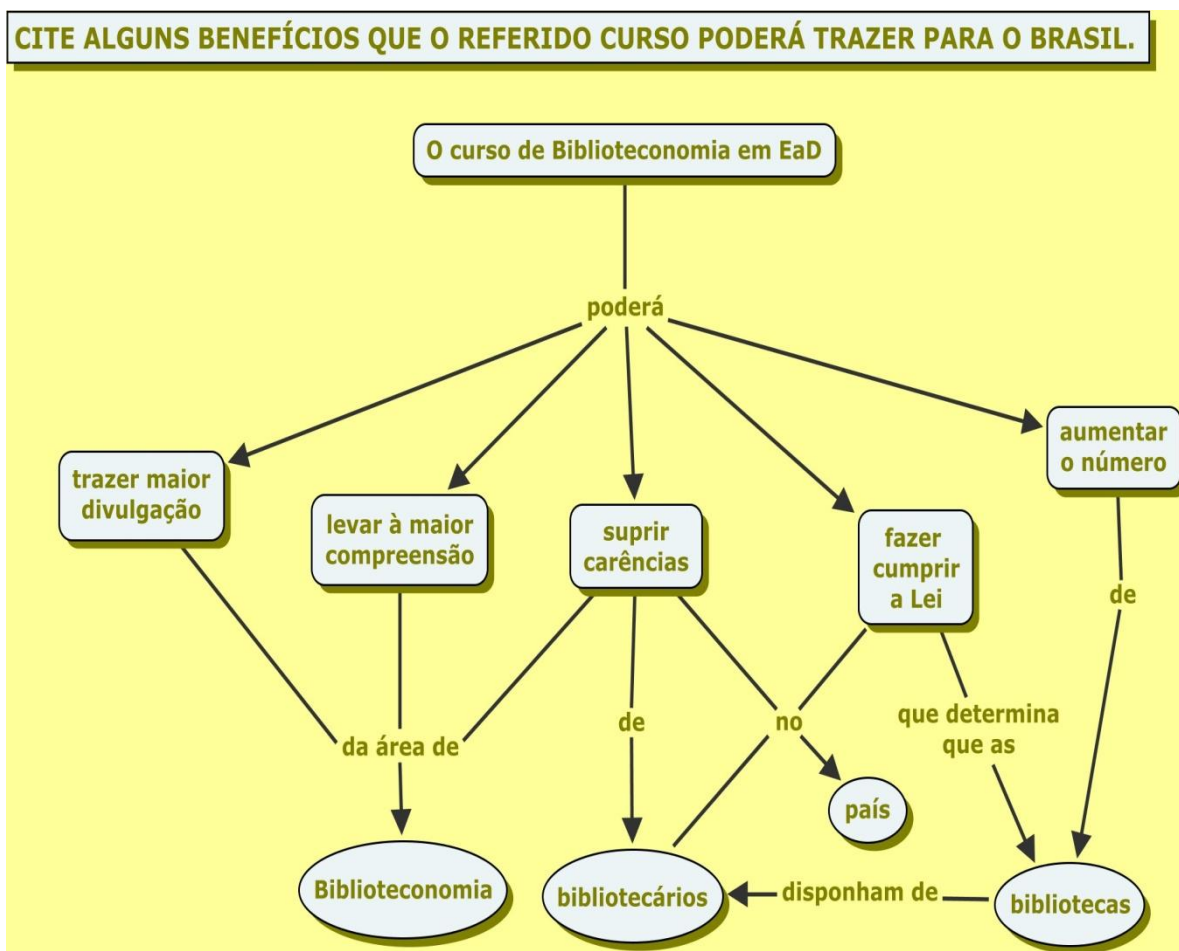 CITE ALGUNS BENEFÍCIOS QUE O REFERIDO CURSO PODERÁ TRAZER PARA O BRASIL.
O curso de Biblioteconomia em EaD
poderá
trazer maior
divulgação
levar à maior
compreensão
suprir
carências
fazer
cumprir
a Lei
aumentar
o número
da área de
de
no
que determina
que as
de
Biblioteconomia
bibliotecários
país
disponham de
bibliotecas